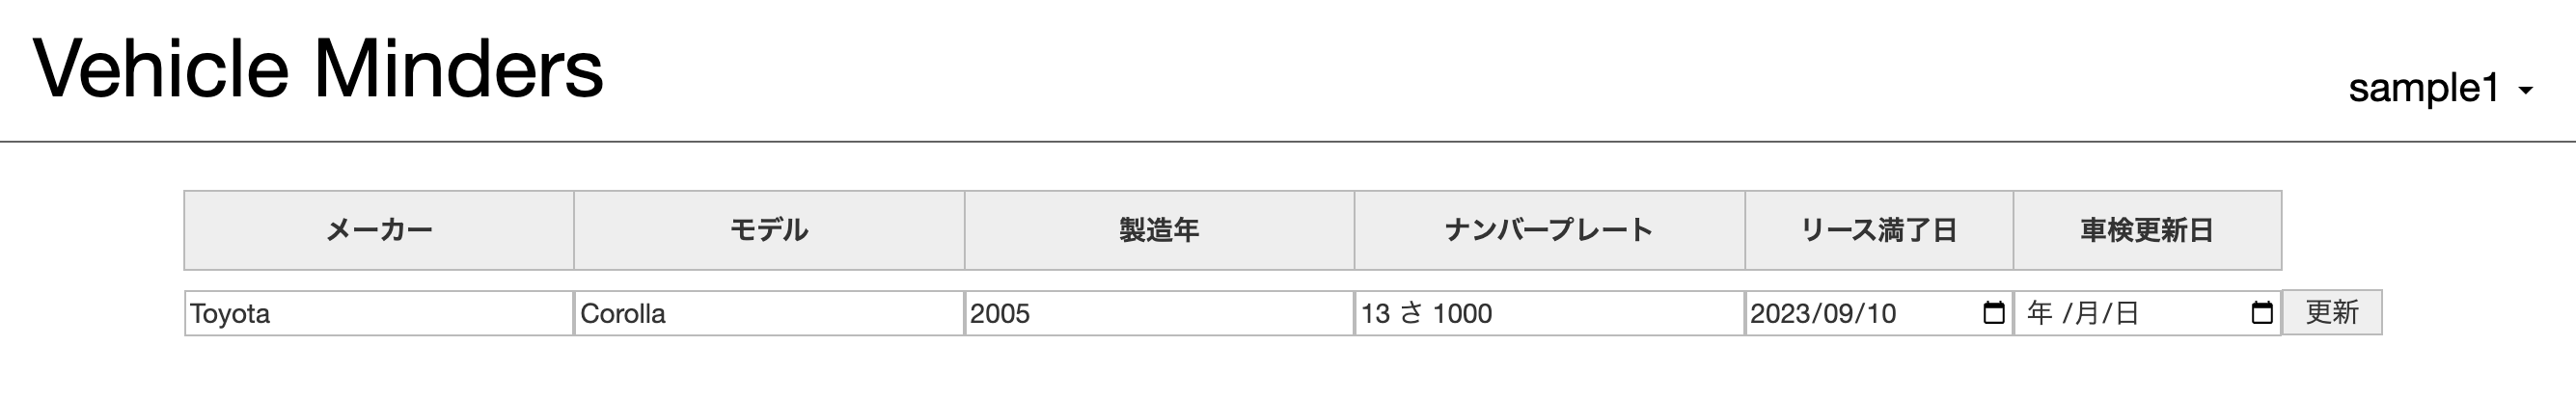 Vehicle Minders
sample1
メーカー モデル 製造年 ナンバープレート リース満了日 車検更新日
Toyota Corolla 2005 13 さ 1000 2023/09/10 年 /月/日 更新